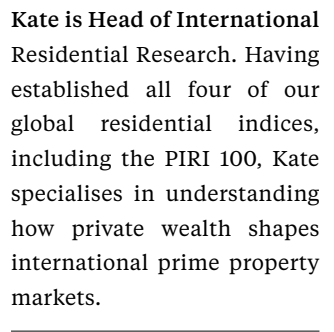 Kate is Head of International
Residential Research. Having
established all four of our
global residential indices,
including the PIRI 100, Kate
specialises in understanding
how private wealth shapes
international prime property
markets.